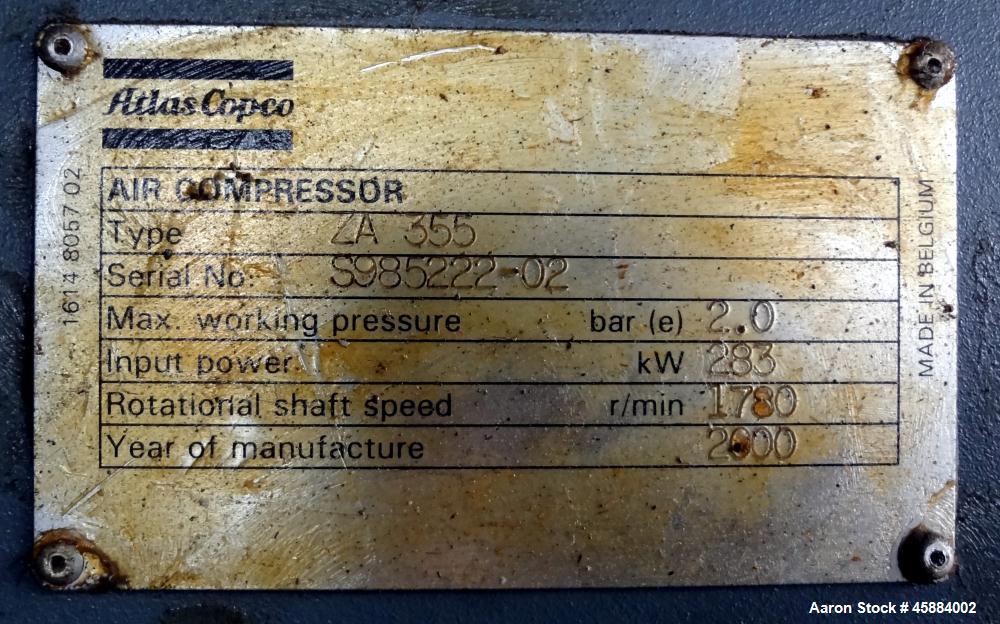 Atlas Copco
AIR COMPRESSOR
Type ZA 355
Serial No. S985222-02
Max. working pressure bar (e) 2.0
Input power kW 283
Rotational shaft speed r/min 1780
Year of manufacture 2000
1614 8057 02
MADE IN BELGIUM
Aaron Stock # 45884002